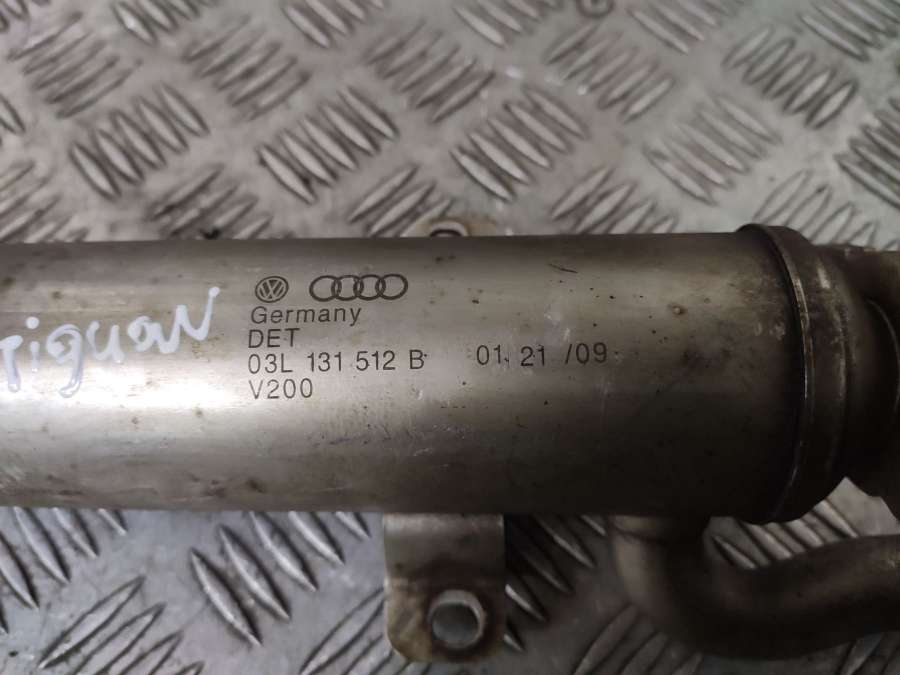 Tiguan
Germany
DET
03L 131 512 B 01 21 /09
V200